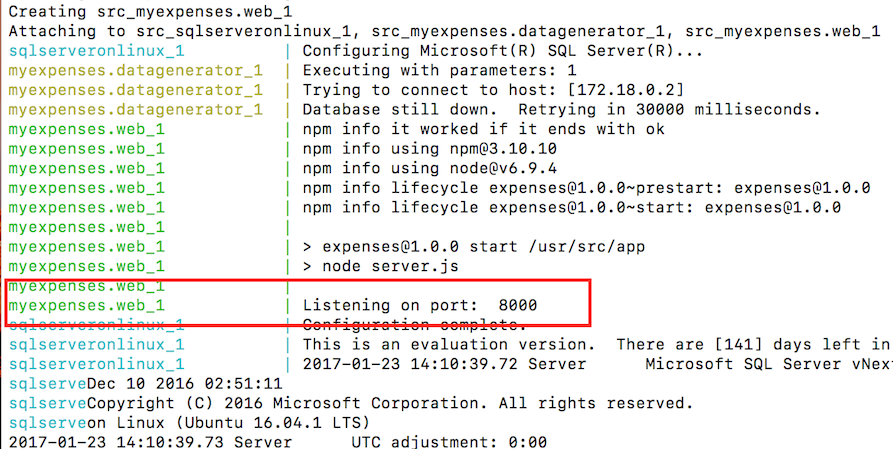 Creating src_myexpenses.web_1
Attaching to src_sqlserveronlinux_1, src_myexpenses.datagenerator_1, src_myexpenses.web_1
sqlserveronlinux_1 | Configuring Microsoft(R) SQL Server(R)...
myexpenses.datagenerator_1 | Executing with parameters: 1
myexpenses.datagenerator_1 | Trying to connect to host: [172.18.0.2]
myexpenses.datagenerator_1 | Database still down.  Retrying in 30000 milliseconds.
myexpenses.web_1 | npm info it worked if it ends with ok
myexpenses.web_1 | npm info using npm@3.10.10
myexpenses.web_1 | npm info using node@v6.9.4
myexpenses.web_1 | npm info lifecycle expenses@1.0.0~prestart: expenses@1.0.0
myexpenses.web_1 | npm info lifecycle expenses@1.0.0~start: expenses@1.0.0
myexpenses.web_1 |
myexpenses.web_1 | > expenses@1.0.0 start /usr/src/app
myexpenses.web_1 | > node server.js
myexpenses.web_1 |
myexpenses.web_1 | Listening on port:  8000
sqlserveronlinux_1 | Configuration complete.
sqlserveronlinux_1 | This is an evaluation version.  There are [141] days left in
sqlserveronlinux_1 | 2017-01-23 14:10:39.72 Server      Microsoft SQL Server vNext
sqlserveDec 10 2016 02:51:11
sqlserveCopyright (C) 2016 Microsoft Corporation. All rights reserved.
sqlserveon Linux (Ubuntu 16.04.1 LTS)
2017-01-23 14:10:39.73 Server      UTC adjustment: 0:00